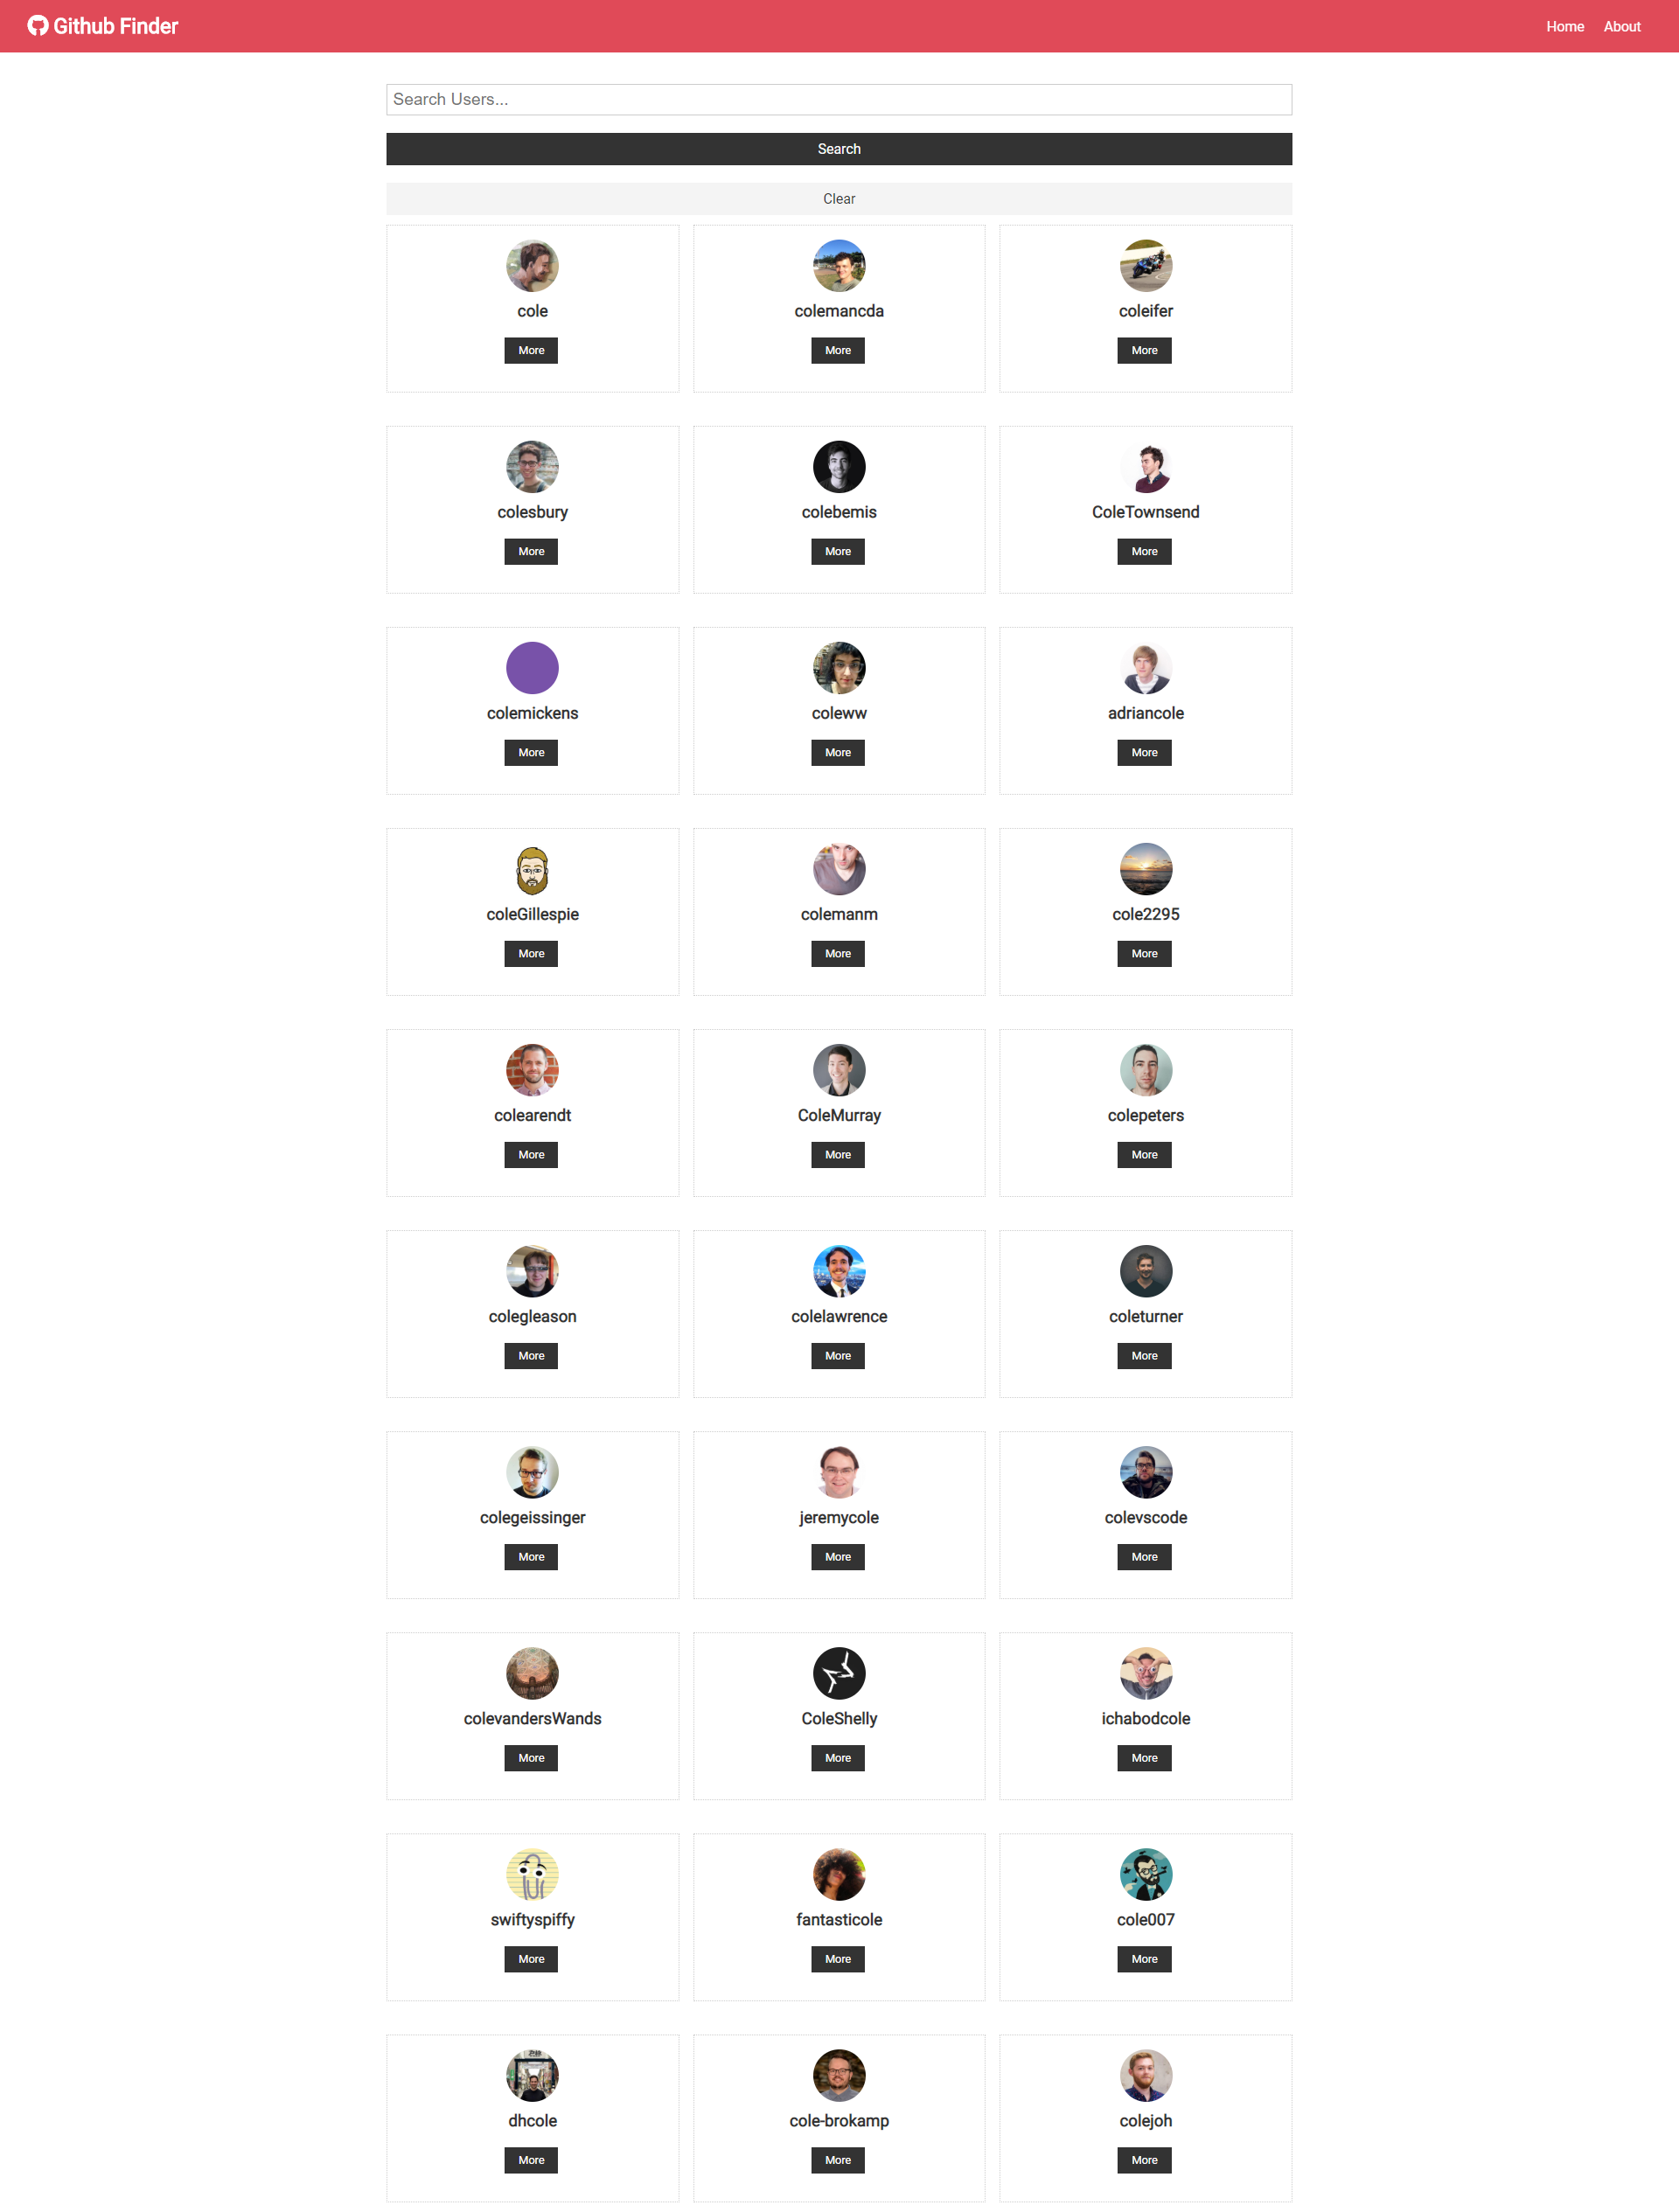 Github Finder
Home About
Search Users...
Search
Clear
cole colemancda coleifer
More More More
colesbury colebemis ColeTownsend
More More More
colemickens coleww adriancole
More More More
coleGillespie colemanm cole2295
More More More
colearendt ColeMurray colepeters
More More More
colegleason colelawrence coleturner
More More More
colegeissinger jeremycole colevscode
More More More
colevandersWands ColeShelly ichabodcole
More More More
swiftyspiffy fantasticole cole007
More More More
dhcole cole-brokamp colejoh
More More More